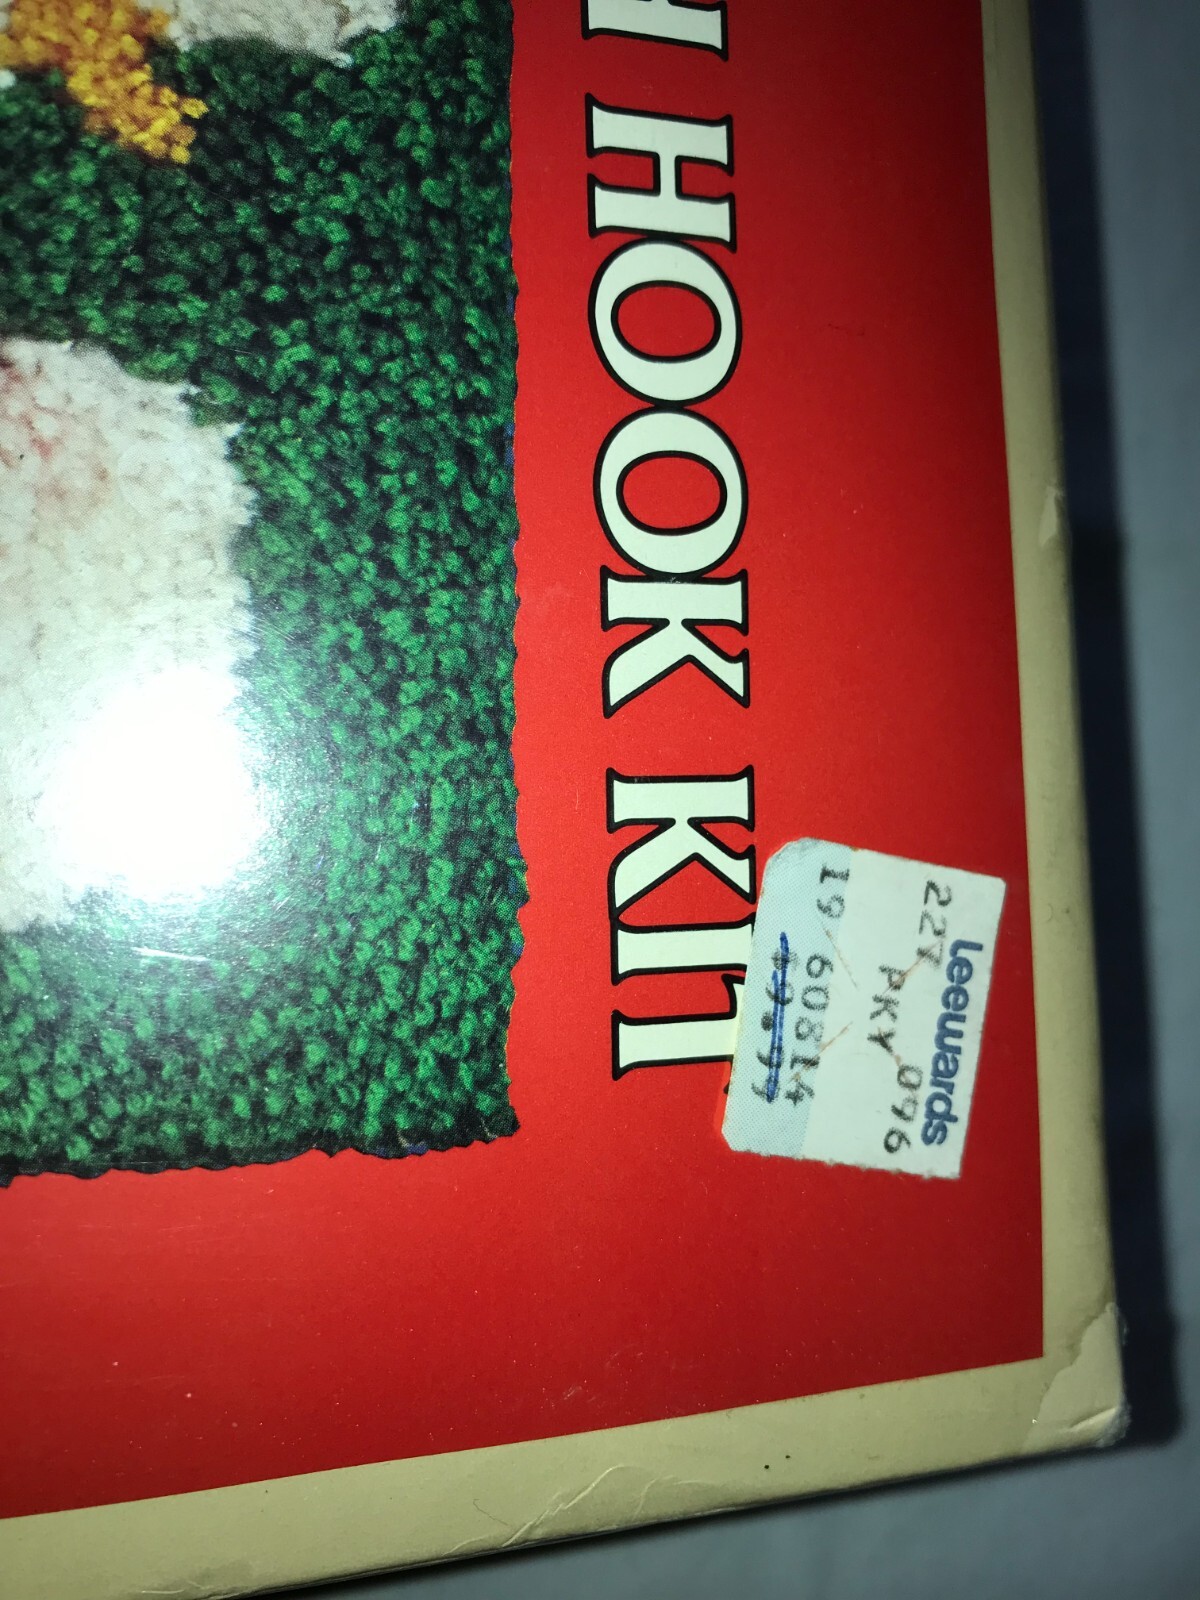 H HOOK KIT
leewards
227 PKY 096
19 60814